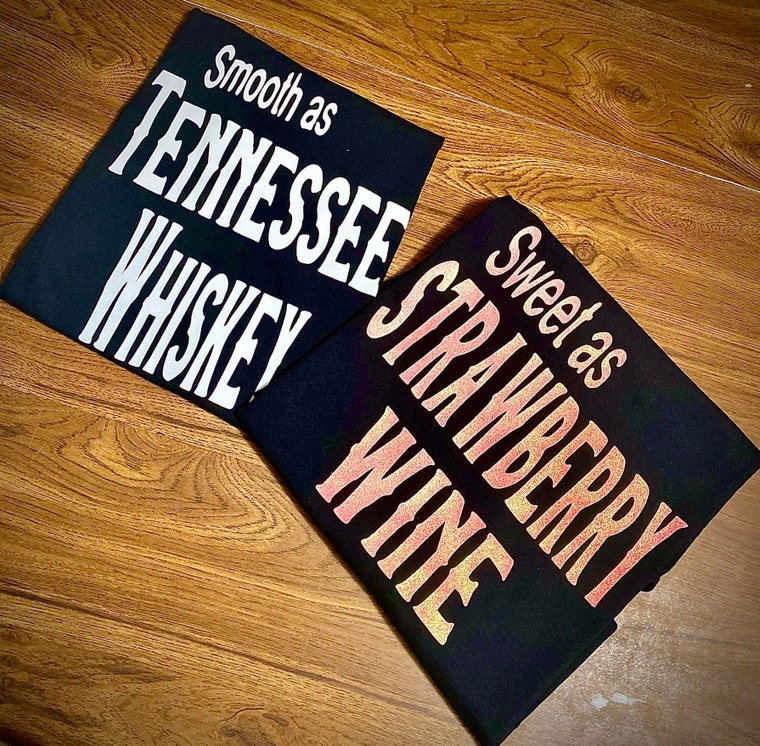 Smooth as
TENNESSEE
WHISKEY
Sweet as
STRAWBERRY
WINE